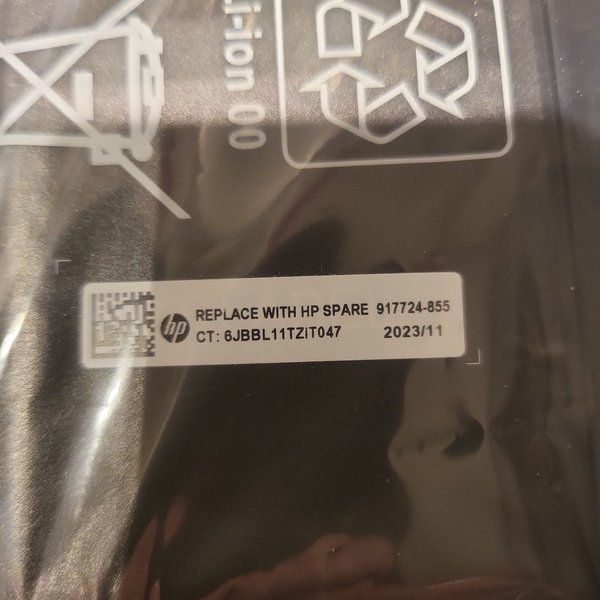 Li-ion 00
hp
REPLACE WITH HP SPARE 917724-855
CT: 6JBBL11TZIT047 2023/11